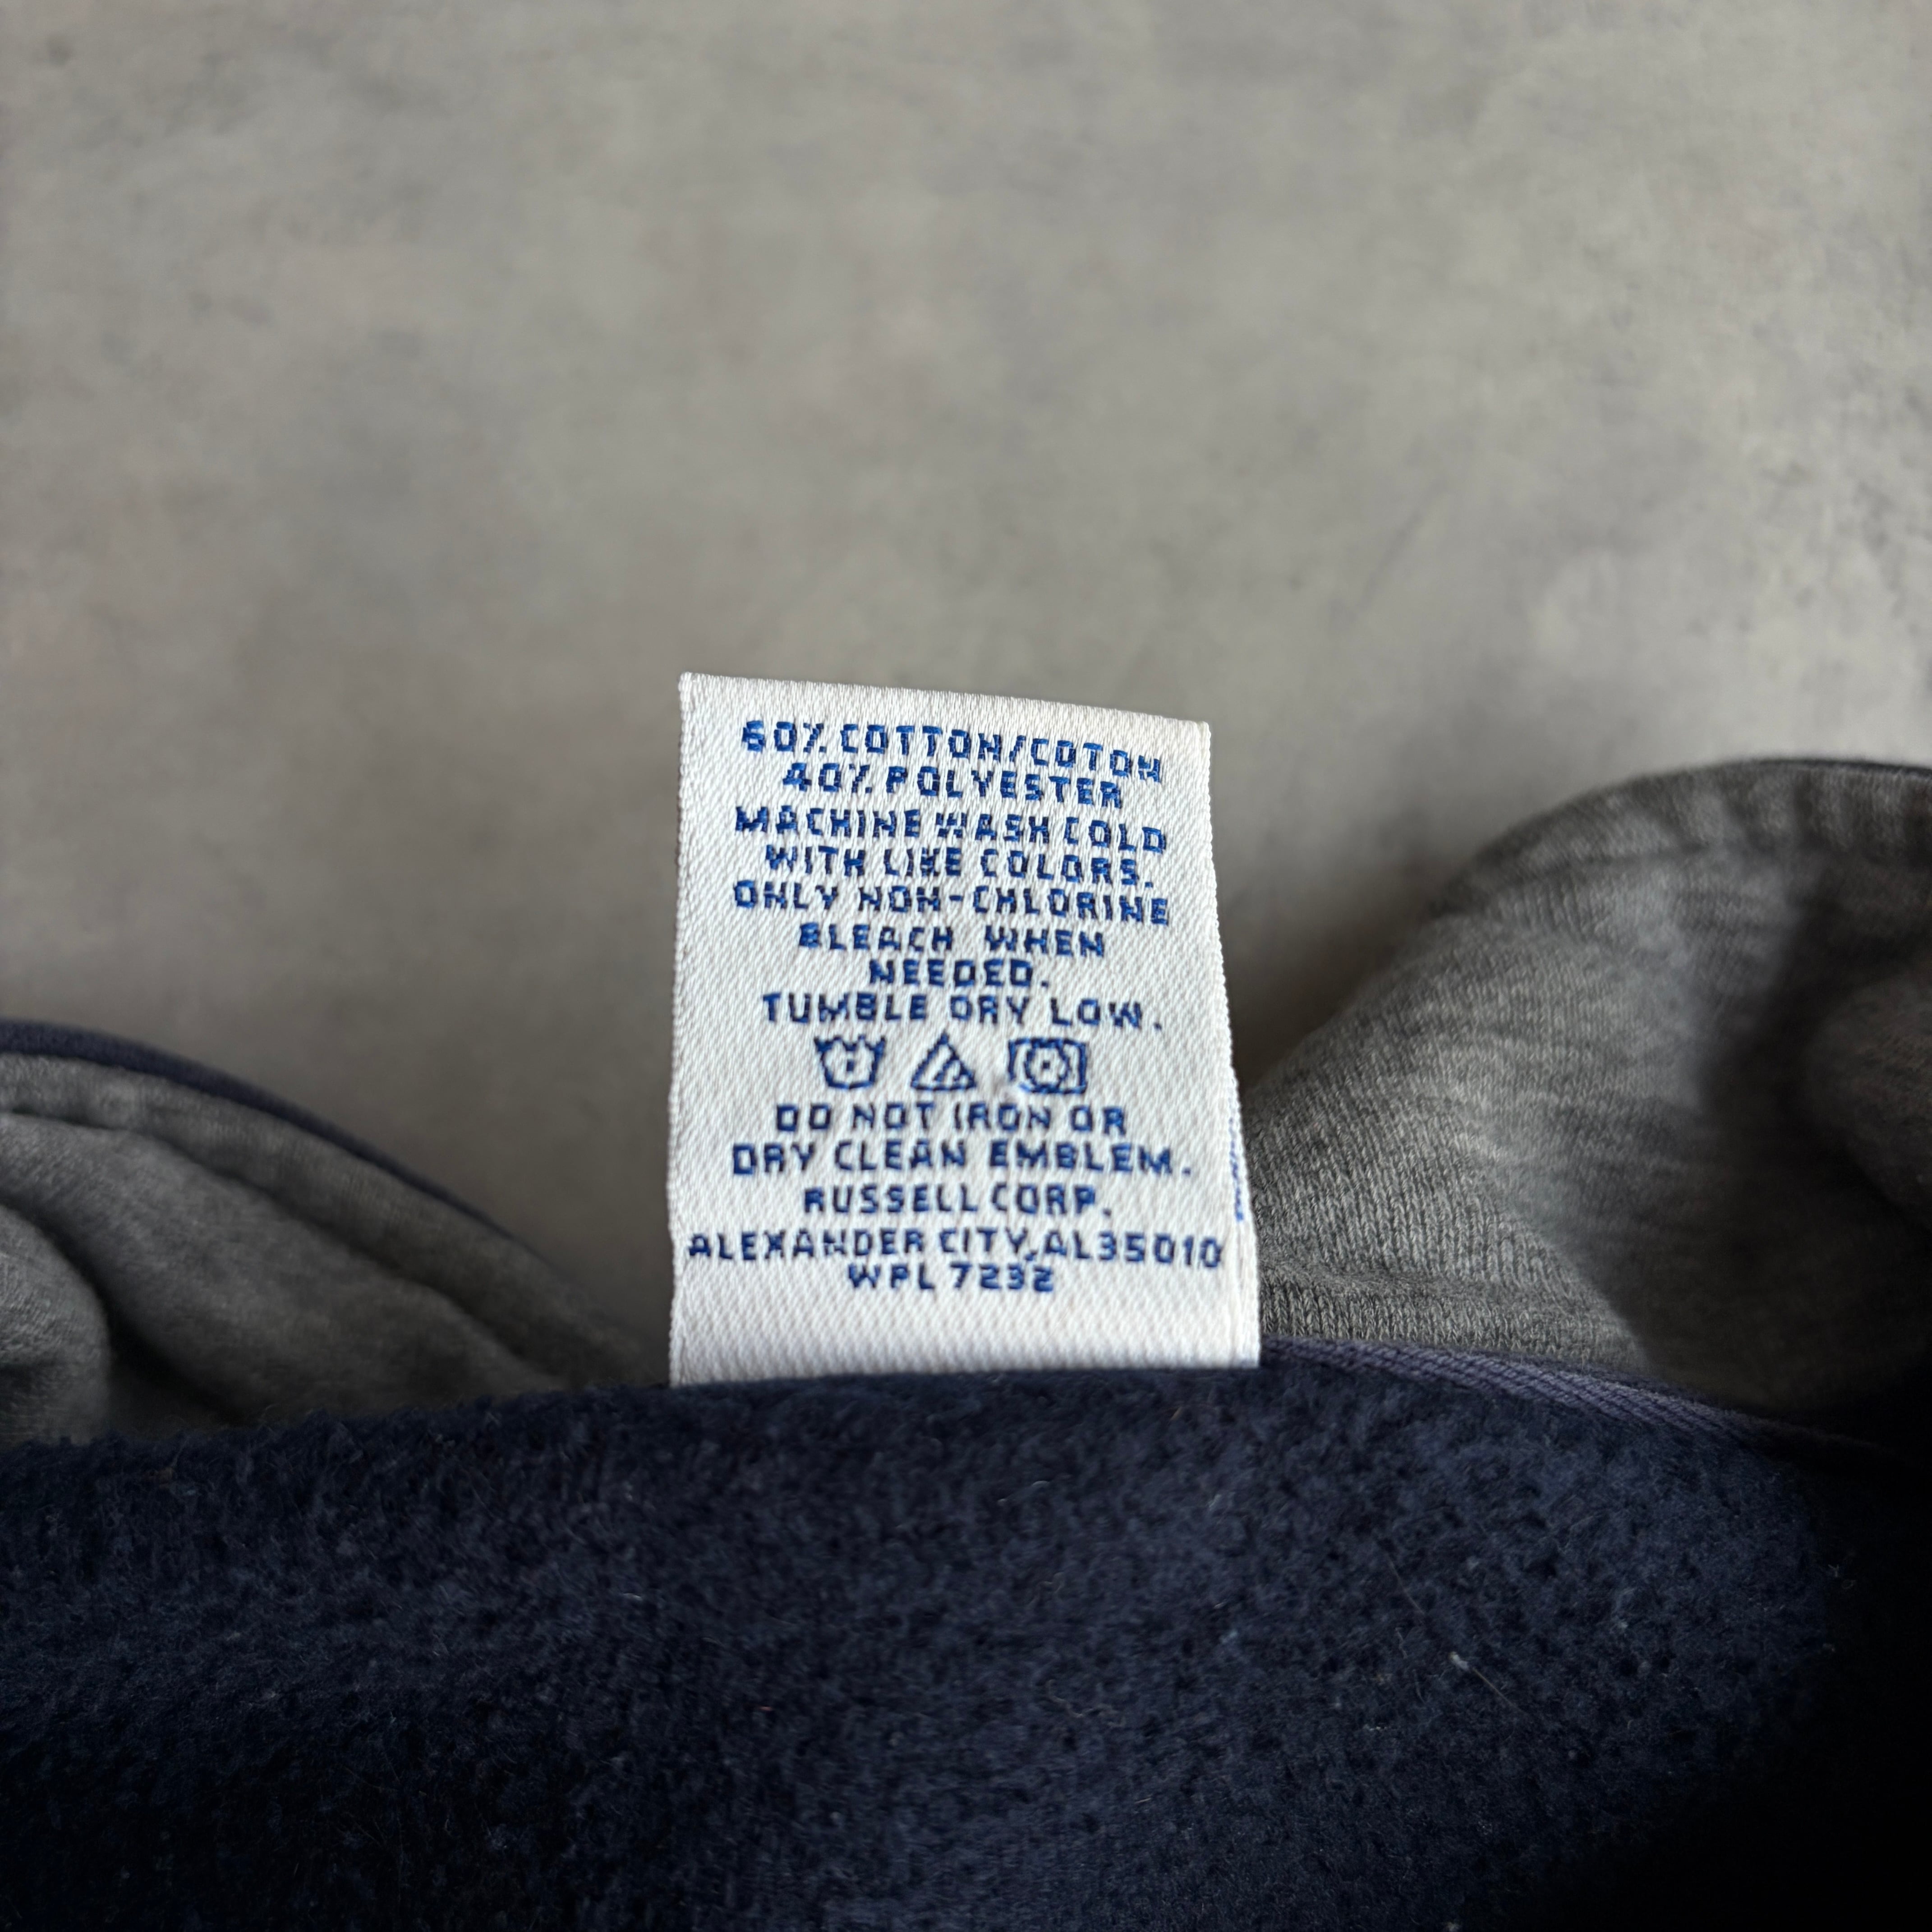 60% COTTON/COTON
40% POLYESTER
MACHINE WASH COLD
WITH LIKE COLORS.
ONLY NON-CHLORINE
BLEACH WHEN
NEEDED.
TUMBLE DRY LOW.
DO NOT IRON OR
DRY CLEAN EMBLEM.
RUSSELL CORP.
ALEXANDER CITY,AL35010
WPL 7232